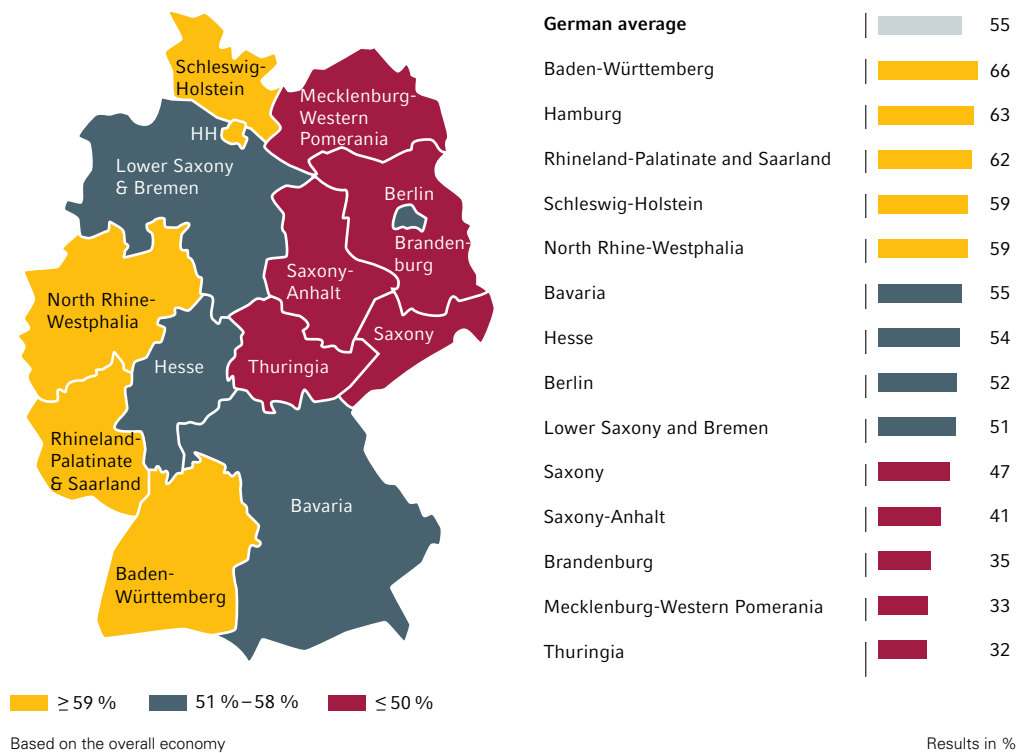 Schleswig-
Holstein
Mecklenburg-
Western
Pomerania
HH
Lower Saxony
& Bremen
Berlin
Branden-
burg
Saxony-
Anhalt
North Rhine-
Westphalia
Saxony
Hesse
Thuringia
Rhineland-
Palatinate
& Saarland
Bavaria
Baden-
Württemberg
≥ 59 %
51 % – 58 %
≤ 50 %
Based on the overall economy
German average 55
Baden-Württemberg 66
Hamburg 63
Rhineland-Palatinate and Saarland 62
Schleswig-Holstein 59
North Rhine-Westphalia 59
Bavaria 55
Hesse 54
Berlin 52
Lower Saxony and Bremen 51
Saxony 47
Saxony-Anhalt 41
Brandenburg 35
Mecklenburg-Western Pomerania 33
Thuringia 32
Results in %